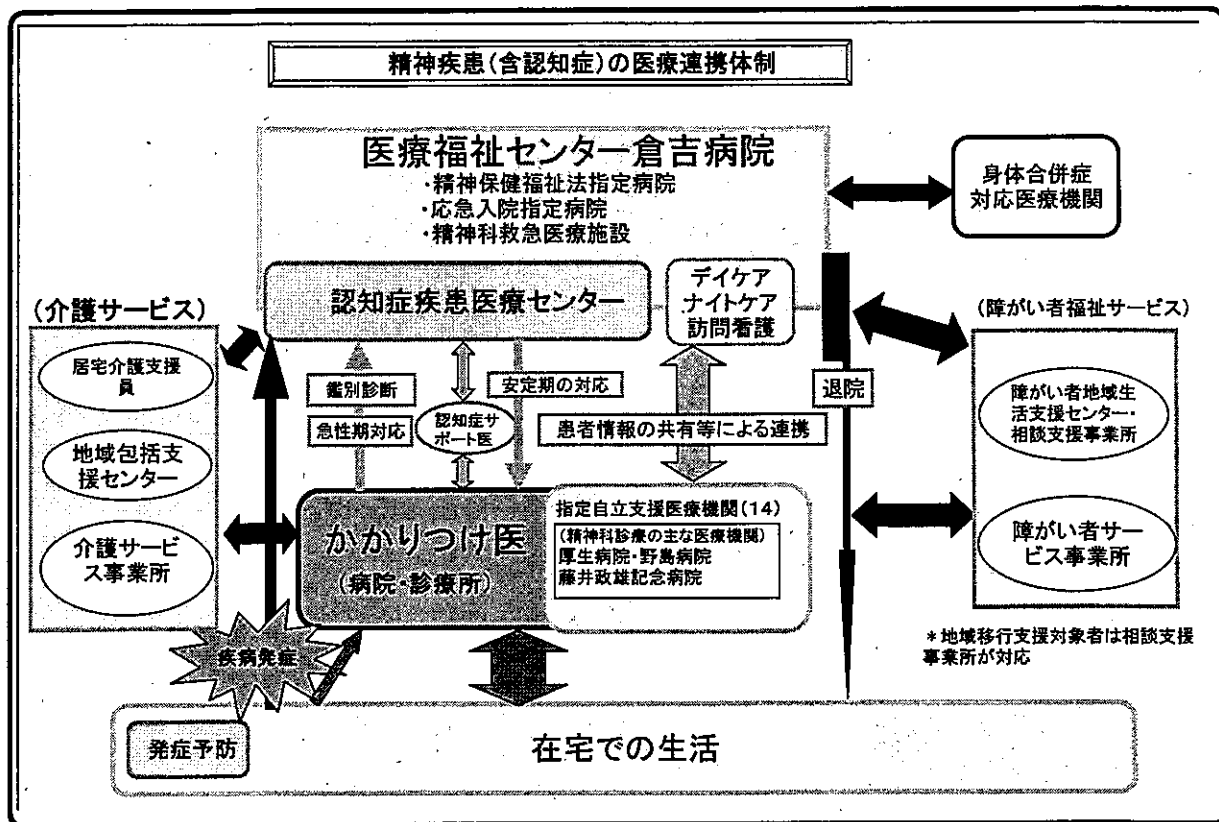 精神疾患(含認知症)の医療連携体制
医療福祉センター倉吉病院
・精神保健福祉法指定病院
・応急入院指定病院
・精神科救急医療施設
身体合併症
対応医療機関
認知症疾患医療センター
デイケア
ナイトケア
訪問看護
(介護サービス)
居宅介護支援
員
地域包括支
援センター
介護サービ
ス事業所
(障がい者福祉サービス)
障がい者地域生
活支援センター・
相談支援事業所
障がい者サー
ビス事業所
鑑別診断
急性期対応
認知症サ
ポート医
安定期の対応
患者情報の共有等による連携
退院
かかりつけ医
(病院・診療所)
指定自立支援医療機関(14)
(精神科診療の主な医療機関)
厚生病院・野島病院
藤井政雄記念病院
*地域移行支援対象者は相談支援
事業所が対応
疾病発症
発症予防
在宅での生活